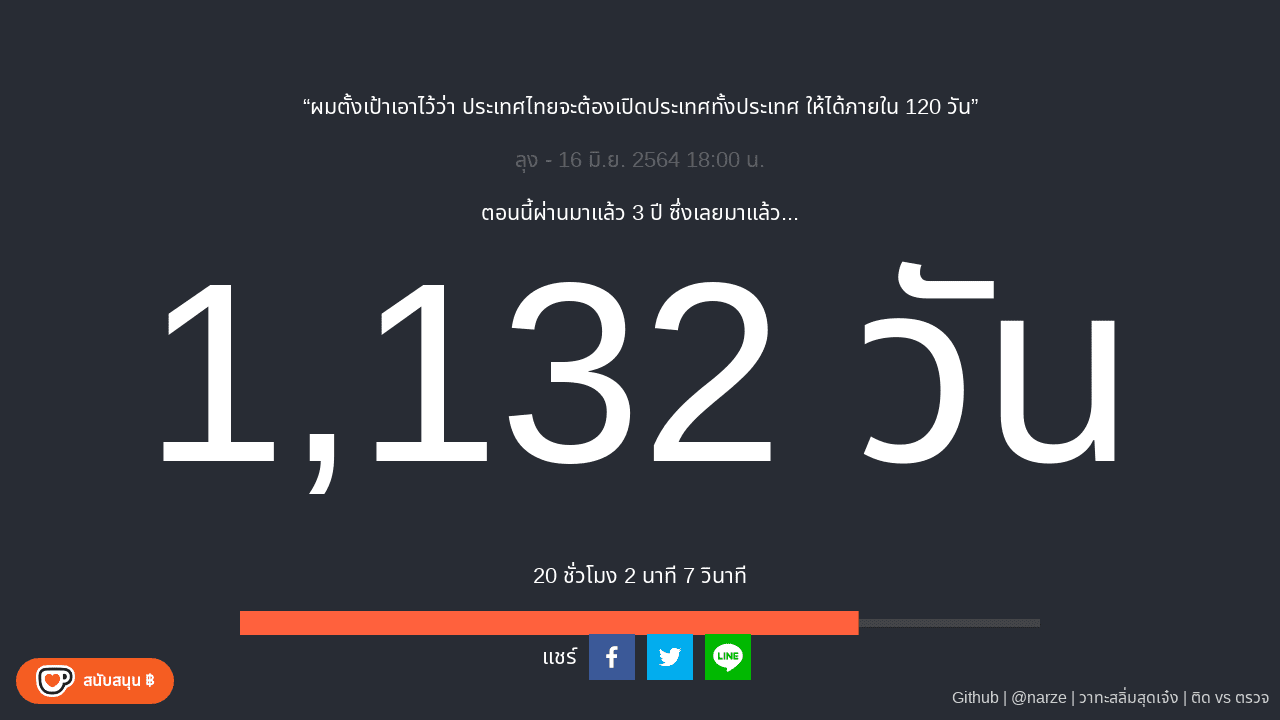 “ผมตั้งเป้าเอาไว้ว่า ประเทศไทยจะต้องเปิดประเทศทั้งประเทศ ให้ได้ภายใน 120 วัน”
ลุง - 16 มิ.ย. 2564 18:00 น.
ตอนนี้ผ่านมาแล้ว 3 ปี ซึ่งเลยมาแล้ว...
1,132 วัน
20 ชั่วโมง 2 นาที 7 วินาที
แชร์
LINE
สนับสนุน ฿
Github | @narze | วาทะสลิ่มสุดเจ๋ง | ติด vs ตรวจ